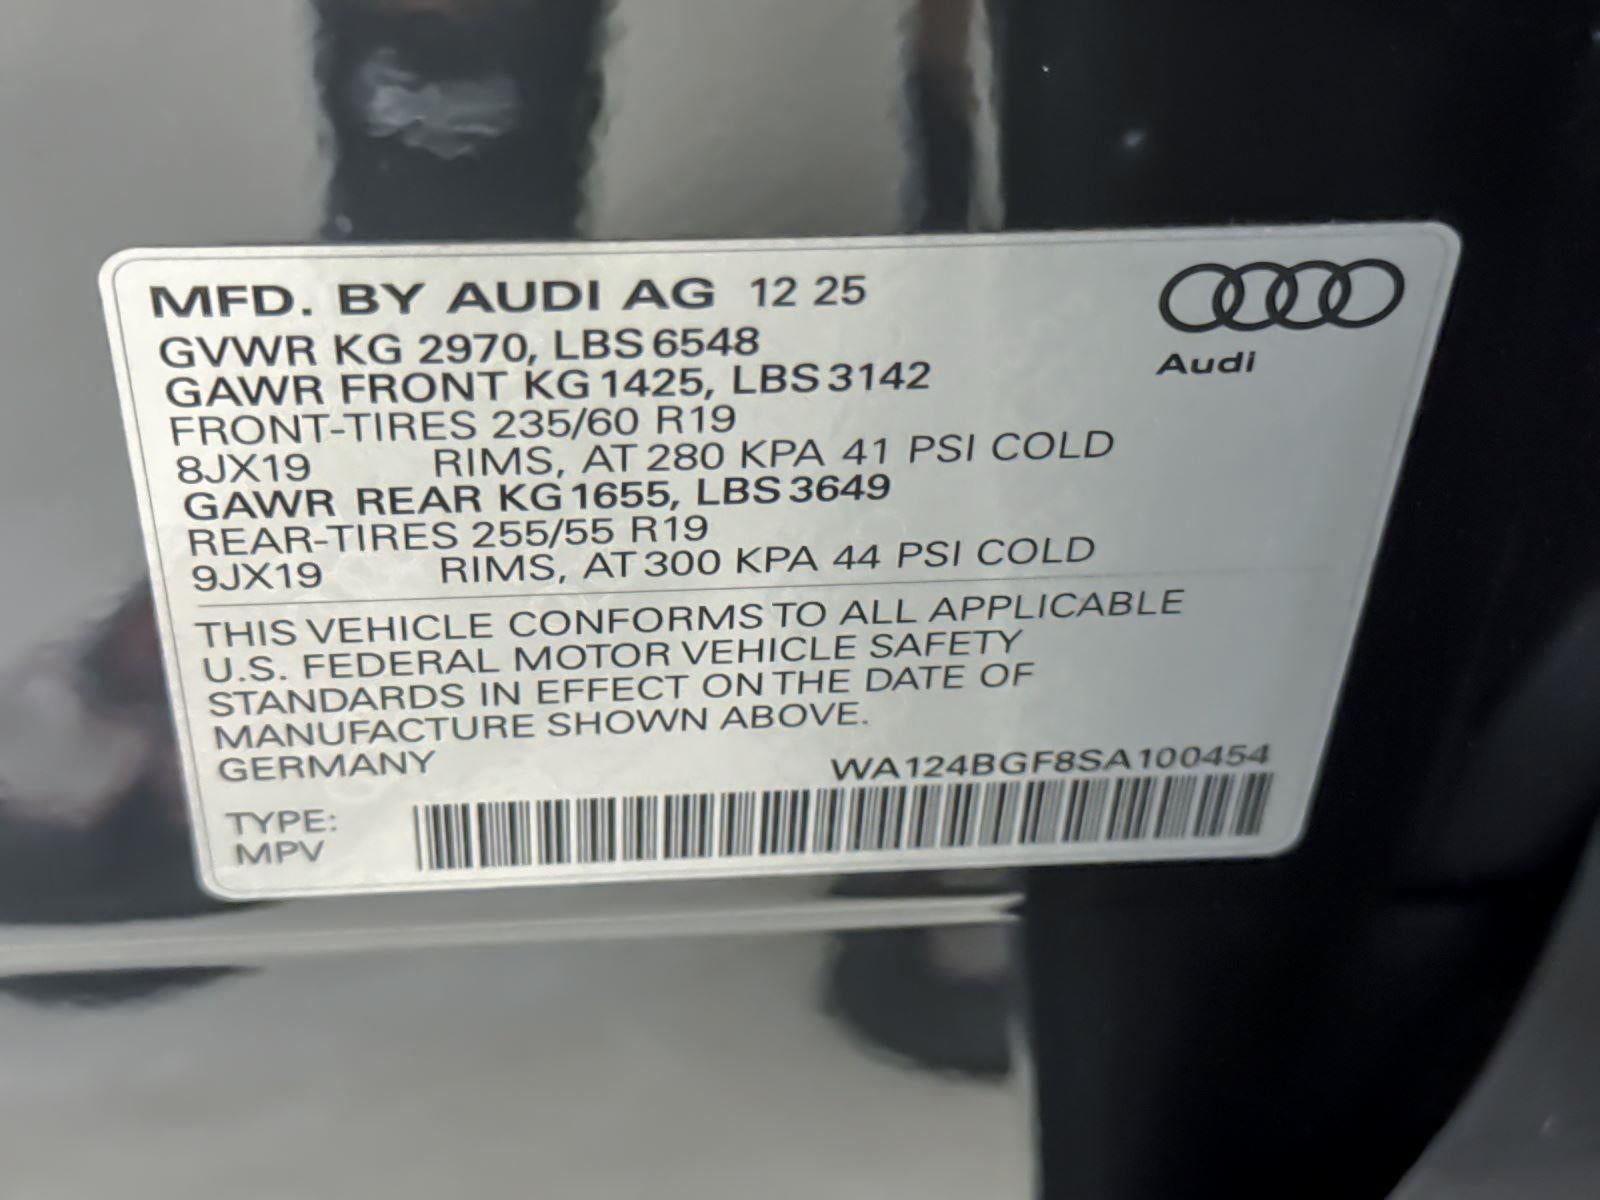 MFD. BY AUDI AG 12 25
Audi
GVWR KG 2970, LBS 6548
GAWR FRONT KG 1425, LBS 3142
FRONT-TIRES 235/60 R19
8JX19 RIMS, AT 280 KPA 41 PSI COLD
GAWR REAR KG 1655, LBS 3649
REAR-TIRES 255/55 R19
9JX19 RIMS, AT 300 KPA 44 PSI COLD
THIS VEHICLE CONFORMS TO ALL APPLICABLE
U.S. FEDERAL MOTOR VEHICLE SAFETY
STANDARDS IN EFFECT ON THE DATE OF
MANUFACTURE SHOWN ABOVE.
GERMANY WA124BGF8SA100454
TYPE:
MPV